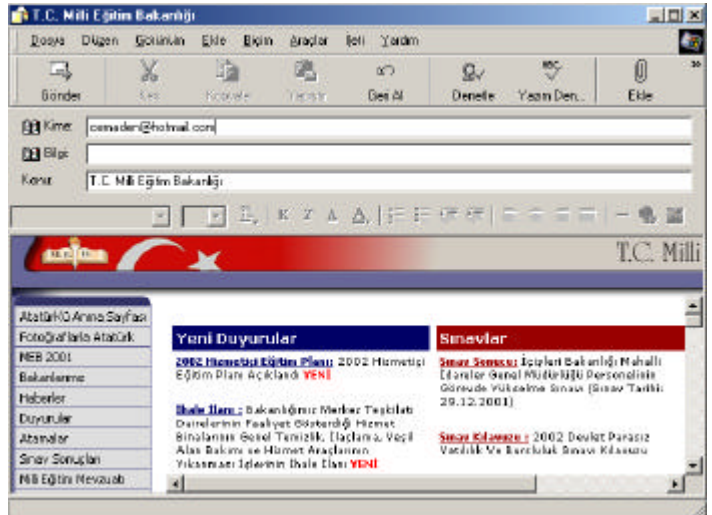 T.C. Milli Eğitim Bakanlığı
Dosya Düzen Görünüm Ekle Biçim Araçlar İleti Yardım
Gönder Kes Kopyala Yapıştır Geri Al Denetle Yazım Den... Ekle
Kime: cemaden@hotmail.com
Bilgi:
Konu: T.C. Milli Eğitim Bakanlığı
K T A
T.C. Milli
Atatürk'ü Anma Sayfası
Fotoğraflarla Atatürk
MEB 2001
Bakanlarımız
Haberler
Duyurular
Atamalar
Sınav Sonuçları
Milli Eğitim Mevzuatı
Yeni Duyurular
2002 Hizmetiçi Eğitim Planı: 2002 Hizmetiçi
Eğitim Planı Açıklandı YENİ
İhale İlanı : Bakanlığımız Merkez Teşkilatı
Dairelerinin Faaliyet Gösterdiği Hizmet
Binalarının Genel Temizlik, İlaçlama, Yeşil
Alan Bakımı ve Hizmet Araçlarının
Yıkanması İşlerinin İhale İlanı YENİ
Sınavlar
Sınav Sonucu: İçişleri Bakanlığı Mahalli
İdareler Genel Müdürlüğü Personelinin
Görevde Yükselme Sınavı (Sınav Tarihi:
29.12.2001)
Sınav Kılavuzu : 2002 Devlet Parasız
Yatılılık Ve Bursluluk Sınavı Kılavuzu